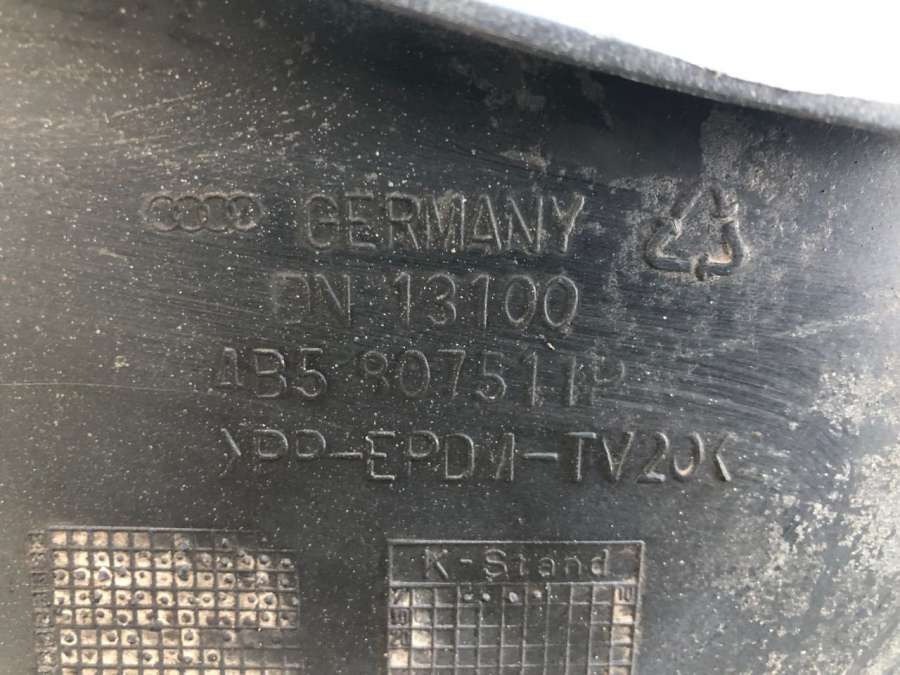 GERMANY
DN 13100
4B5 807511P
>PP-EPDM-TV20<
K-Stand